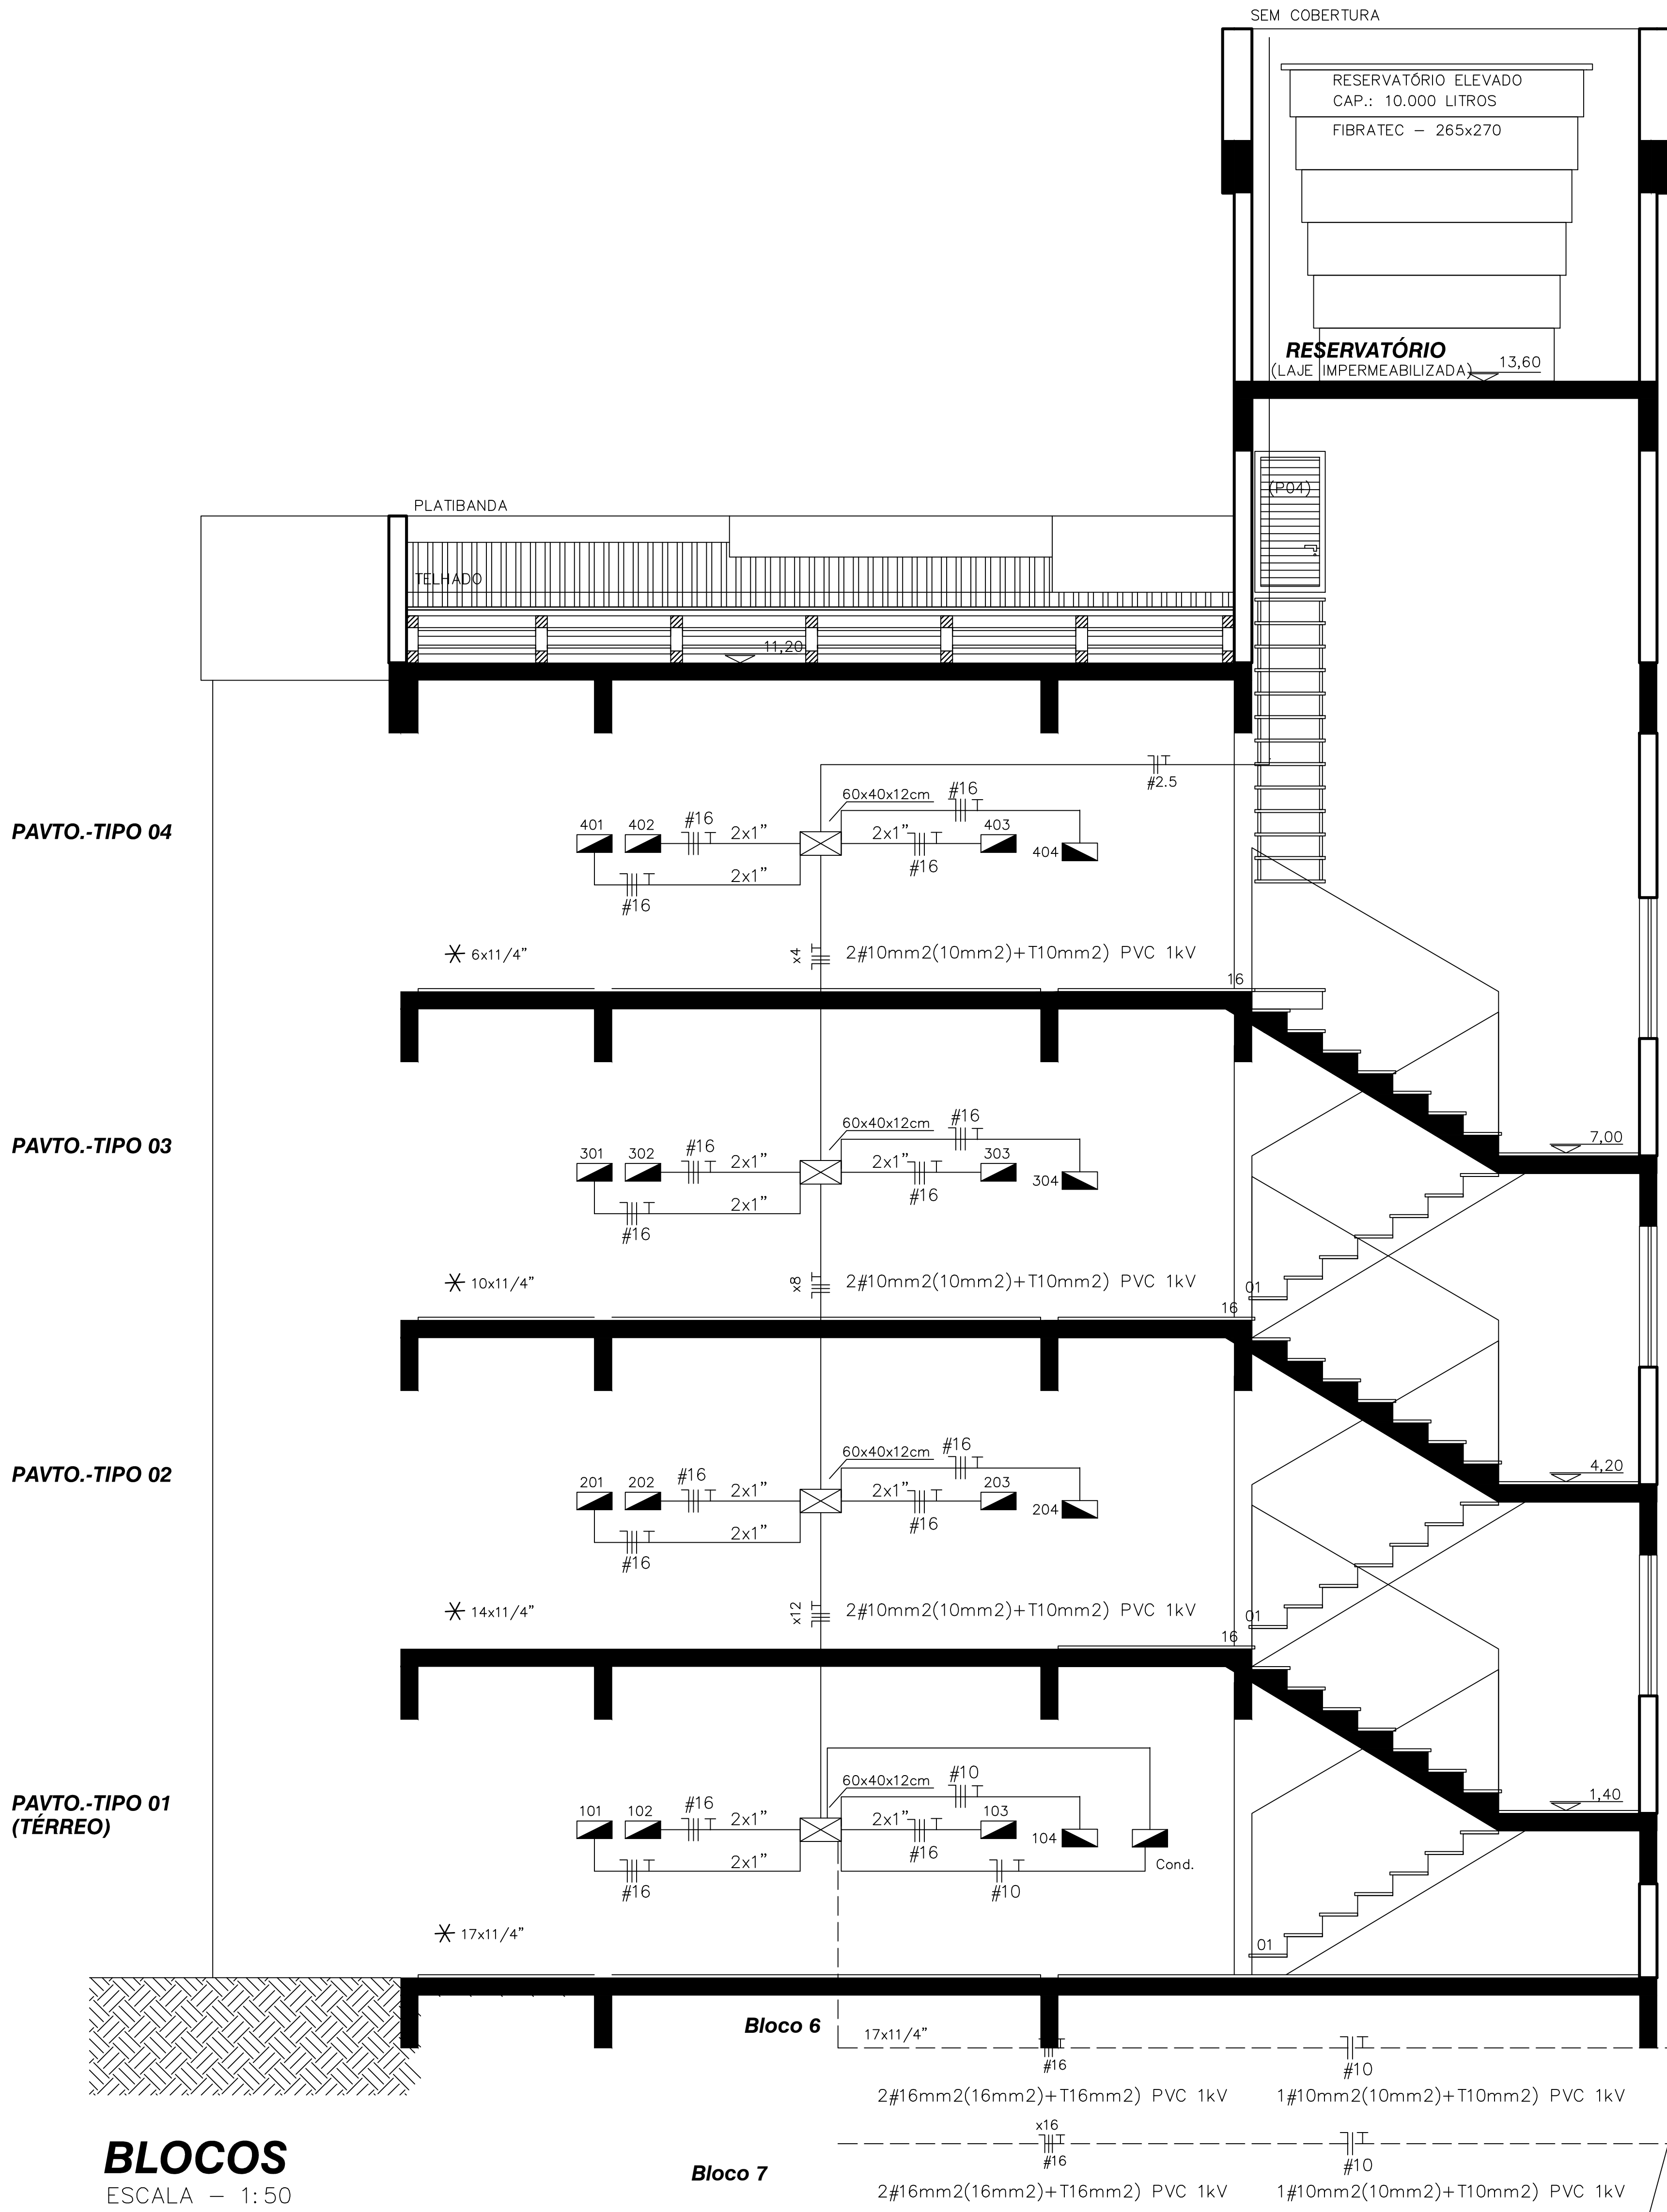 SEM COBERTURA
RESERVATÓRIO ELEVADO
CAP.: 10.000 LITROS
FIBRATEC – 265x270
RESERVATÓRIO
(LAJE IMPERMEABILIZADA)
13,60
(P04)
PLATIBANDA
TELHADO
11,20
#2.5
PAVTO.-TIPO 04
60x40x12cm
#16
401
402
#16
2x1”
2x1”
403
404
#16
2x1”
#16
6x11/4”
x4
2#10mm2(10mm2)+T10mm2) PVC 1kV
16
PAVTO.-TIPO 03
60x40x12cm
#16
7,00
301
302
#16
2x1”
2x1”
303
304
#16
2x1”
#16
10x11/4”
x8
2#10mm2(10mm2)+T10mm2) PVC 1kV
01
16
PAVTO.-TIPO 02
60x40x12cm
#16
4,20
201
202
#16
2x1”
2x1”
203
204
#16
2x1”
#16
14x11/4”
x12
2#10mm2(10mm2)+T10mm2) PVC 1kV
01
16
PAVTO.-TIPO 01
(TÉRREO)
60x40x12cm
#10
1,40
101
102
#16
2x1”
2x1”
103
104
#16
2x1”
#16
#10
Cond.
17x11/4”
01
Bloco 6
17x11/4”
#16
#10
2#16mm2(16mm2)+T16mm2) PVC 1kV
1#10mm2(10mm2)+T10mm2) PVC 1kV
x16
#16
#10
Bloco 7
2#16mm2(16mm2)+T16mm2) PVC 1kV
1#10mm2(10mm2)+T10mm2) PVC 1kV
BLOCOS
ESCALA – 1:50